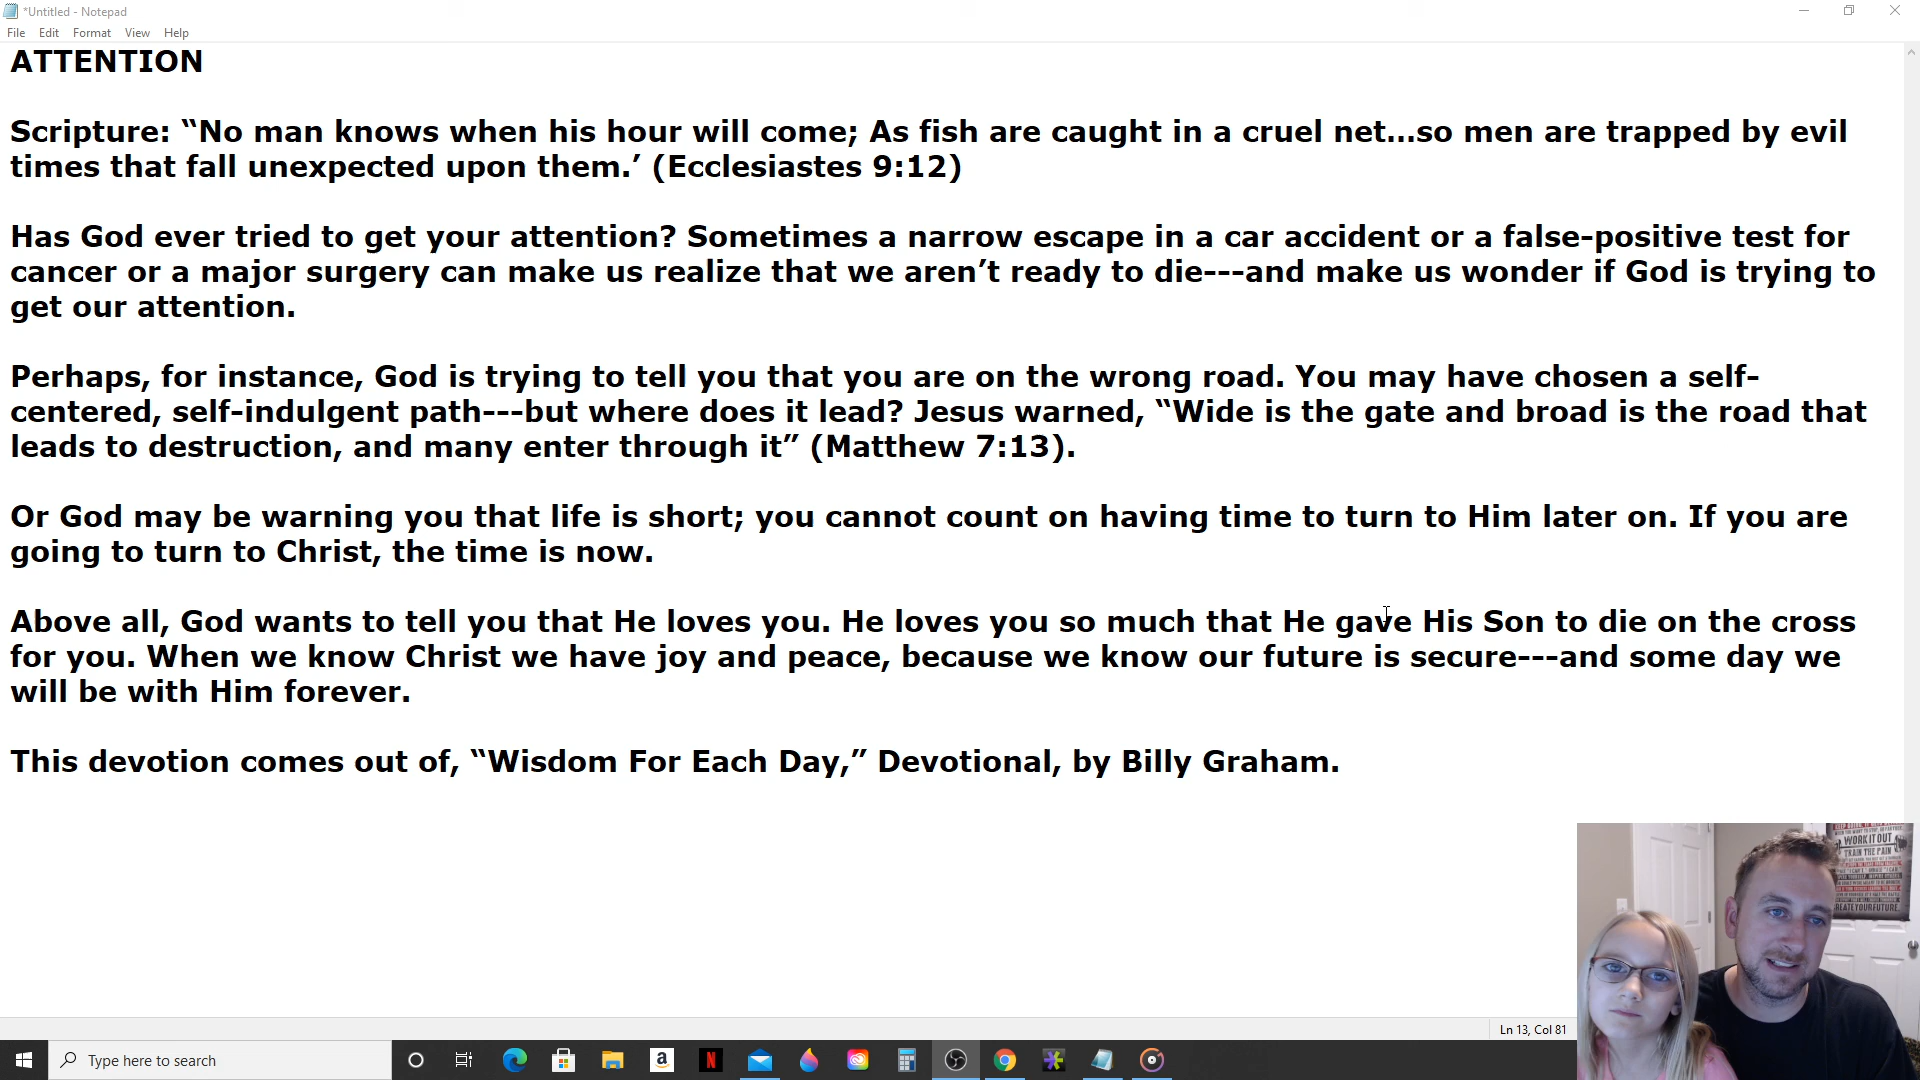 *Untitled - Notepad
File Edit Format View Help
ATTENTION
Scripture: “No man knows when his hour will come; As fish are caught in a cruel net...so men are trapped by evil
times that fall unexpected upon them.’ (Ecclesiastes 9:12)
Has God ever tried to get your attention? Sometimes a narrow escape in a car accident or a false-positive test for
cancer or a major surgery can make us realize that we aren’t ready to die---and make us wonder if God is trying to
get our attention.
Perhaps, for instance, God is trying to tell you that you are on the wrong road. You may have chosen a self-
centered, self-indulgent path---but where does it lead? Jesus warned, “Wide is the gate and broad is the road that
leads to destruction, and many enter through it” (Matthew 7:13).
Or God may be warning you that life is short; you cannot count on having time to turn to Him later on. If you are
going to turn to Christ, the time is now.
Above all, God wants to tell you that He loves you. He loves you so much that He gave His Son to die on the cross
for you. When we know Christ we have joy and peace, because we know our future is secure---and some day we
will be with Him forever.
This devotion comes out of, “Wisdom For Each Day,” Devotional, by Billy Graham.
WORK IT OUT
TRAIN THE PAIN
CREATE YOUR FUTURE
Ln 13, Col 81
Type here to search